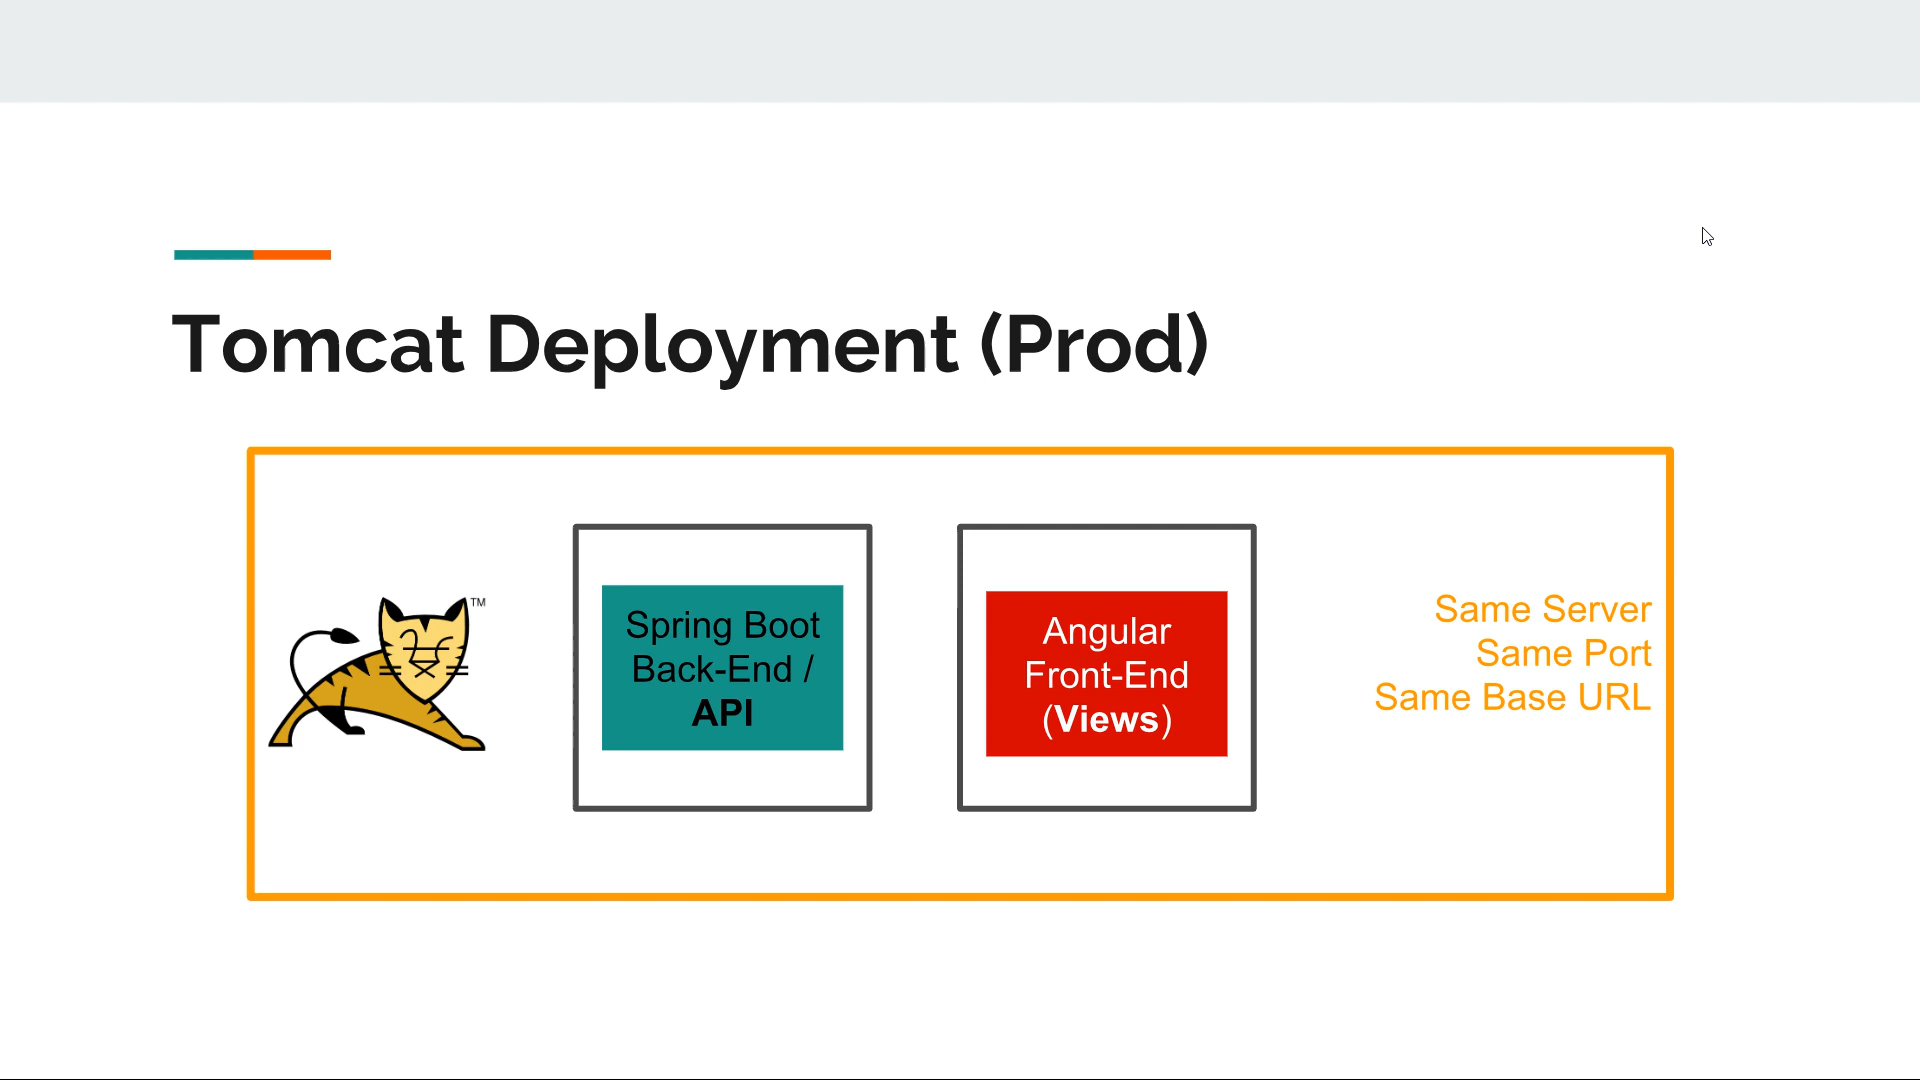 Tomcat Deployment (Prod)
TM
Spring Boot
Back-End /
API
Angular
Front-End
(Views)
Same Server
Same Port
Same Base URL